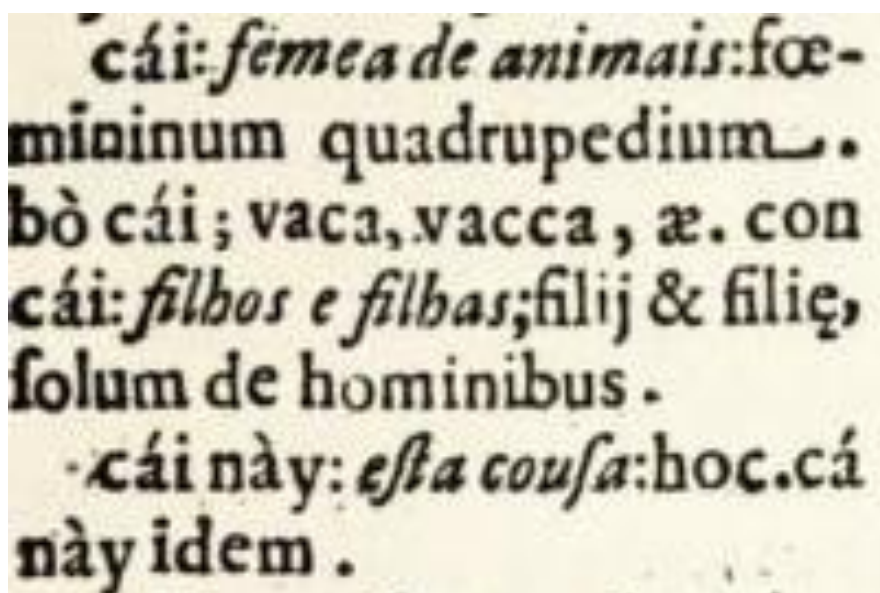 cái: femea de animais: fœ-
mininum quadrupedium.
bò cái; vaca, vacca, æ. con
cái: filhos e filhas; filij & filię,
ſolum de hominibus.
cái này: eſta couſa: hoc. cá
này idem.